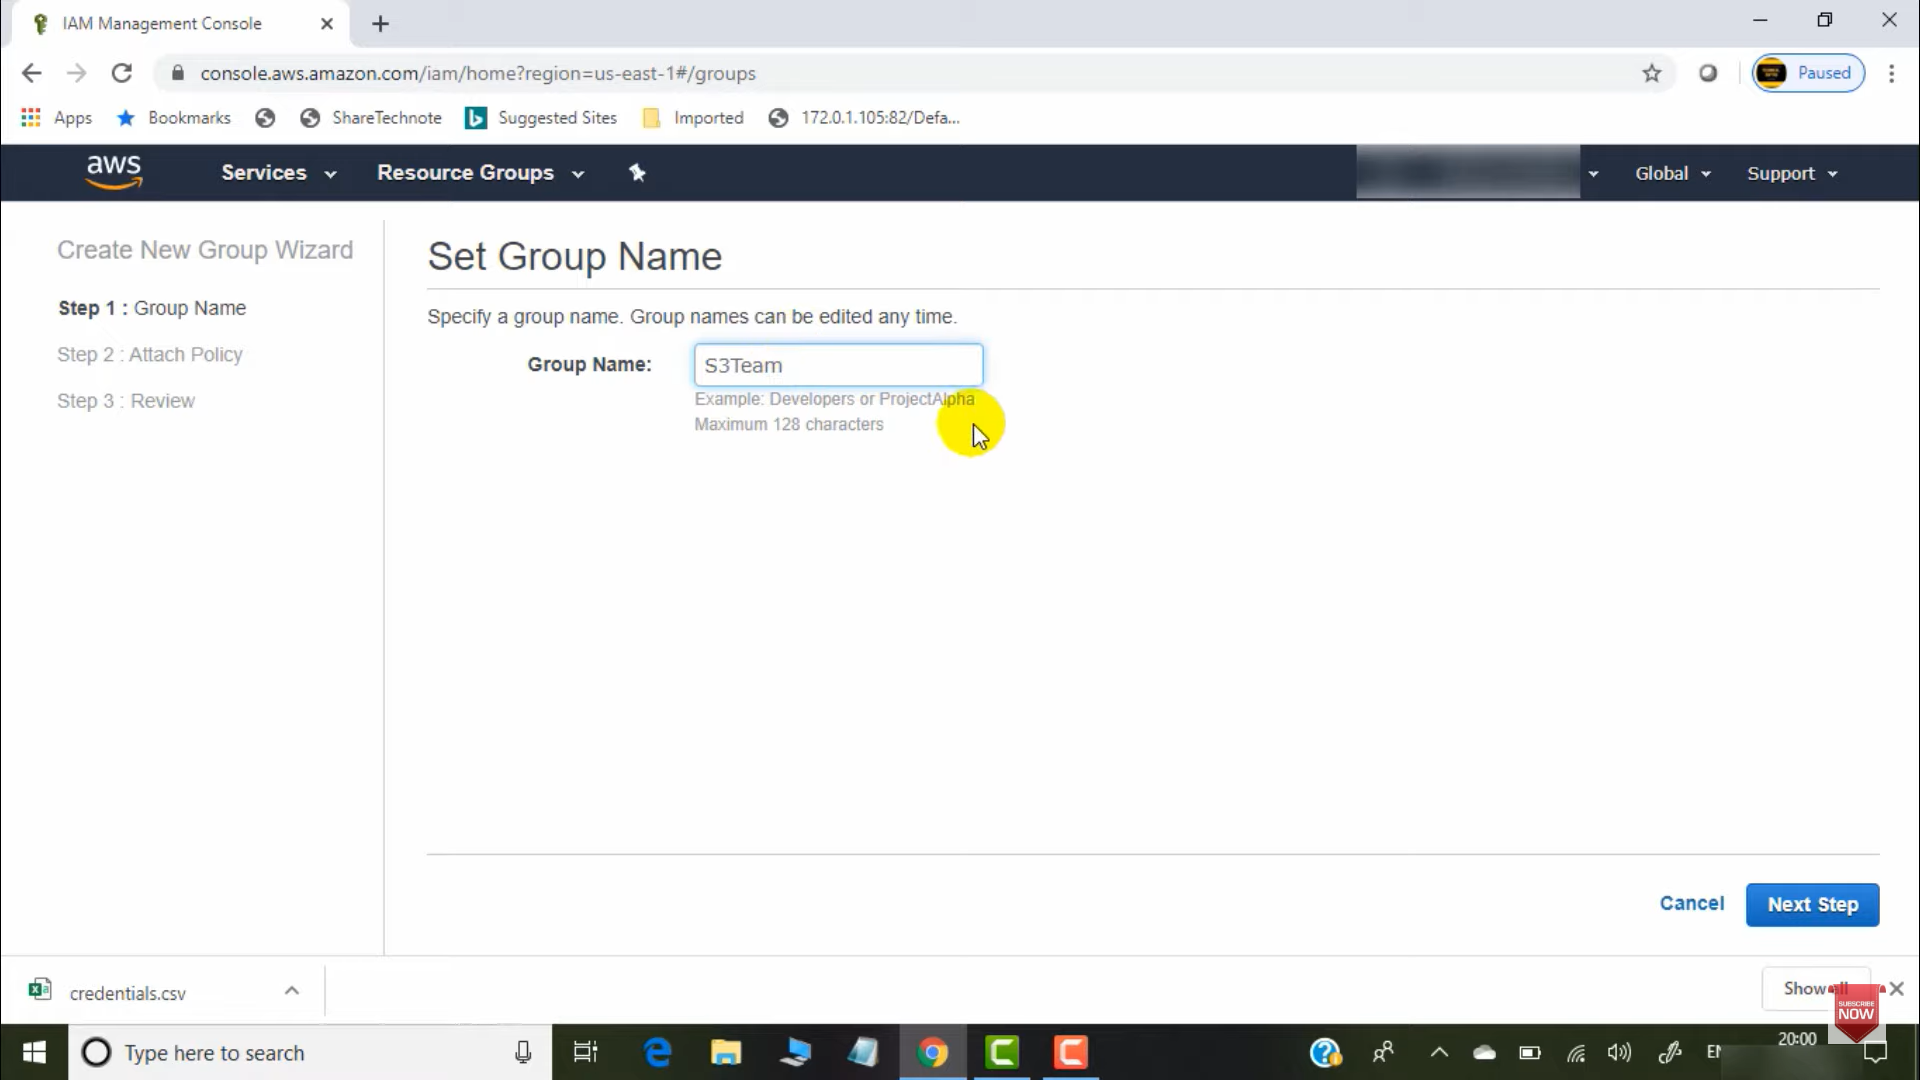 IAM Management Console
console.aws.amazon.com/iam/home?region=us-east-1#/groups
Paused
Apps
Bookmarks
ShareTechnote
Suggested Sites
Imported
172.0.1.105:82/Defa...
aws
Services
Resource Groups
Global
Support
Create New Group Wizard
Step 1 : Group Name
Step 2 : Attach Policy
Step 3 : Review
Set Group Name
Specify a group name. Group names can be edited any time.
Group Name:
S3Team
Example: Developers or ProjectAlpha
Maximum 128 characters
Cancel
Next Step
credentials.csv
Show
SUBSCRIBE
NOW
Type here to search
20:00